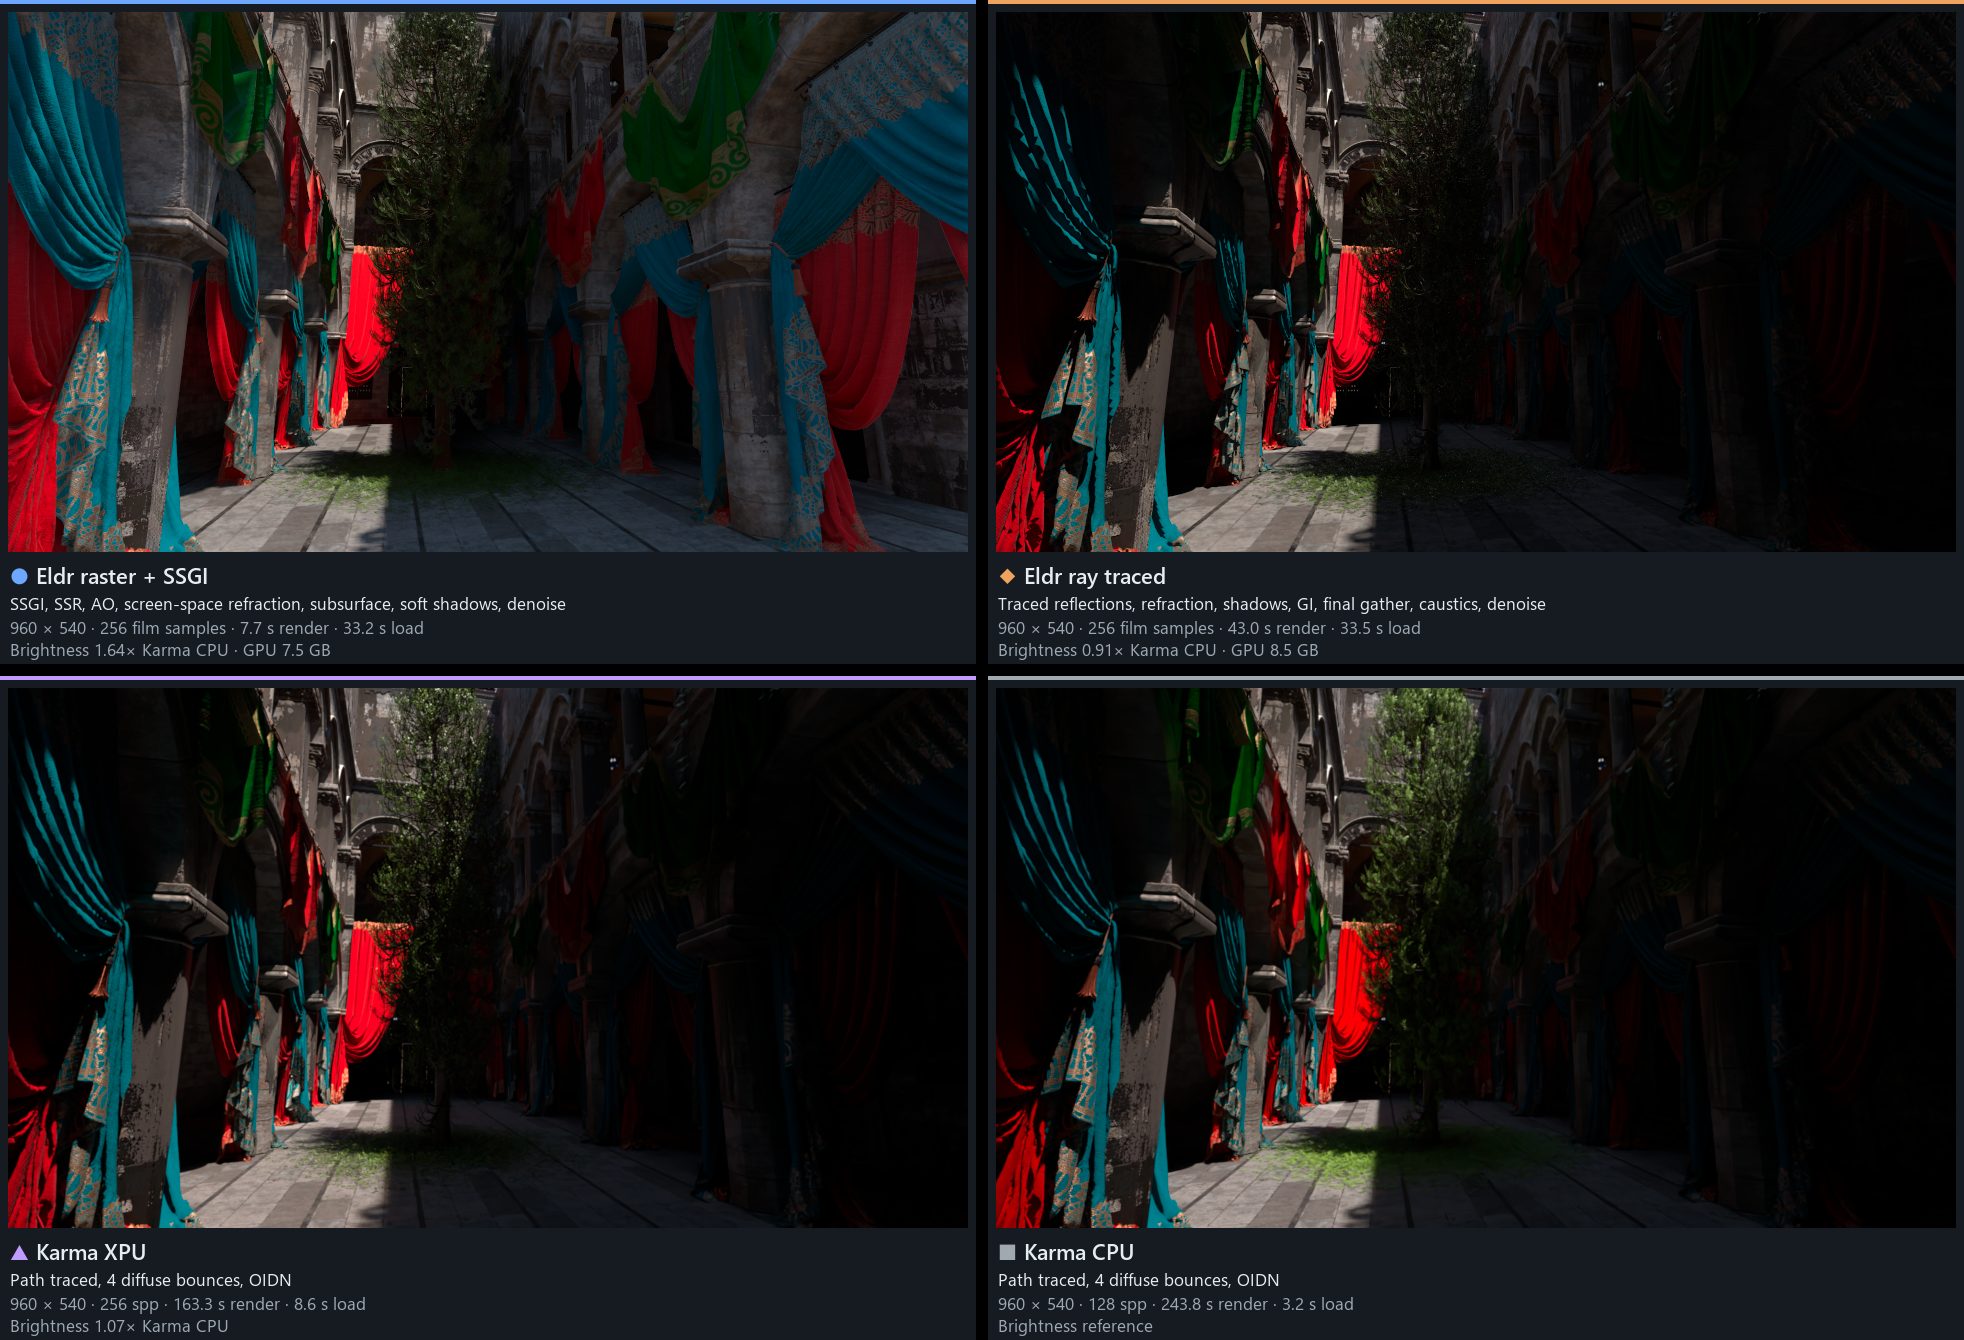 Eldr raster + SSGI
SSGI, SSR, AO, screen-space refraction, subsurface, soft shadows, denoise
960 × 540 · 256 film samples · 7.7 s render · 33.2 s load
Brightness 1.64× Karma CPU · GPU 7.5 GB
Eldr ray traced
Traced reflections, refraction, shadows, GI, final gather, caustics, denoise
960 × 540 · 256 film samples · 43.0 s render · 33.5 s load
Brightness 0.91× Karma CPU · GPU 8.5 GB
Karma XPU
Path traced, 4 diffuse bounces, OIDN
960 × 540 · 256 spp · 163.3 s render · 8.6 s load
Brightness 1.07× Karma CPU
Karma CPU
Path traced, 4 diffuse bounces, OIDN
960 × 540 · 128 spp · 243.8 s render · 3.2 s load
Brightness reference